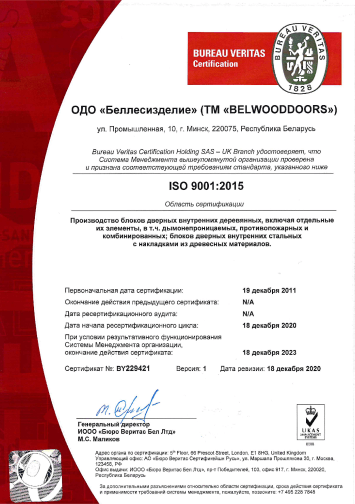 BUREAU VERITAS
Certification
BUREAU VERITAS
1828
ОДО «Беллесизделие» (ТМ «BELWOODDOORS»)
ул. Промышленная, 10, г. Минск, 220075, Республика Беларусь
Bureau Veritas Certification Holding SAS – UK Branch удостоверяет, что
Система Менеджмента вышеупомянутой организации проверена
и признана соответствующей требованиям стандарта, указанного ниже
ISO 9001:2015
Область сертификации
Производство блоков дверных внутренних деревянных, включая отдельные
их элементы, в т.ч. дымонепроницаемых, противопожарных и
комбинированных; блоков дверных внутренних стальных
с накладками из древесных материалов.
Первоначальная дата сертификации: 19 декабря 2011
Окончание действия предыдущего сертификата: N/A
Дата ресертификационного аудита: N/A
Дата начала ресертификационного цикла: 18 декабря 2020
При условии результативного функционирования
Системы Менеджмента организации,
окончание действия сертификата: 18 декабря 2023
Сертификат №: BY229421 Версия: 1 Дата ревизии: 18 декабря 2020
Генеральный директор
ИООО «Бюро Веритас Бел Лтд»
М.С. Маликов
UKAS
MANAGEMENT
SYSTEMS
Адрес органа по сертификации: 5th Floor, 66 Prescot Street, London, E1 8HG, United Kingdom
Управляющий офис: АО «Бюро Веритас Сертификейшн Русь», ул. Маршала Прошлякова 30, г. Москва,
123458, РФ
Офис выдачи: ИООО «Бюро Веритас Бел Лтд», пр-т Победителей, 103, офис 617, г. Минск, 220020,
Республика Беларусь.
За дополнительными разъяснениями относительно области сертификации, срока действия сертификата
и применимости требований системы менеджмента, пожалуйста, позвоните: +7 495 228 7848